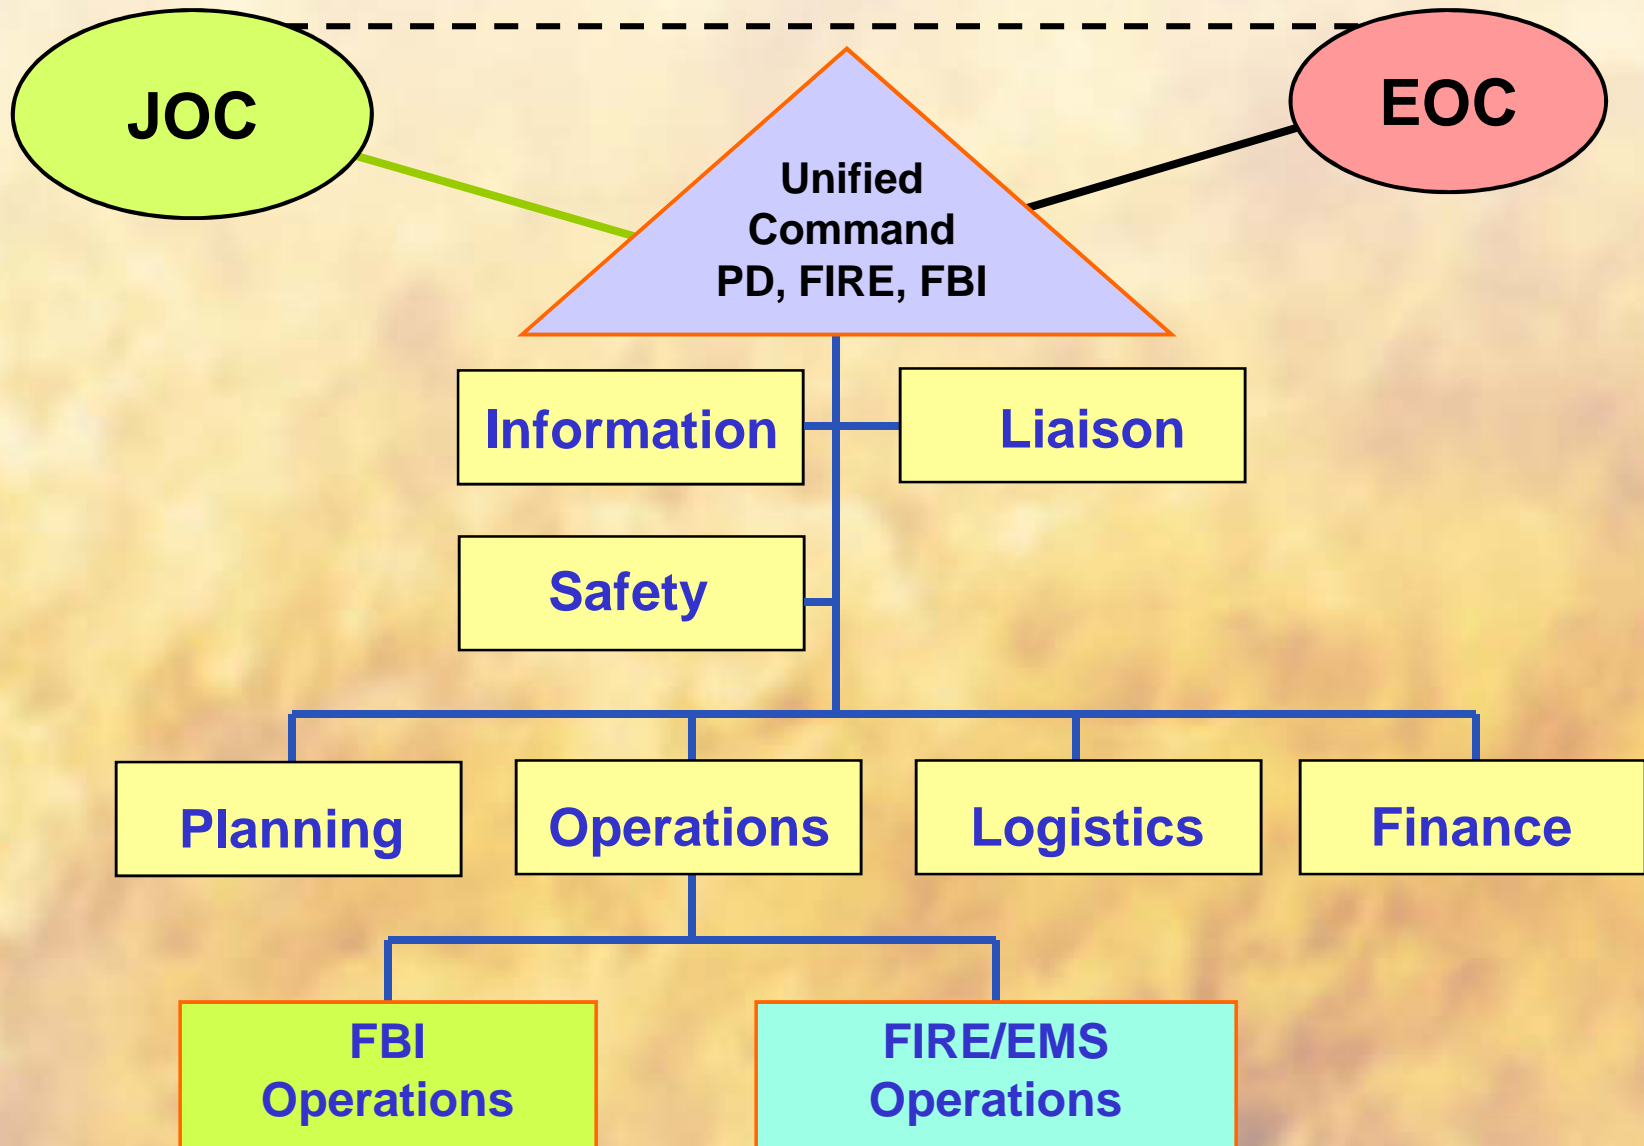 JOC
EOC
Unified
Command
PD, FIRE, FBI
Information
Liaison
Safety
Planning
Operations
Logistics
Finance
FBI
Operations
FIRE/EMS
Operations